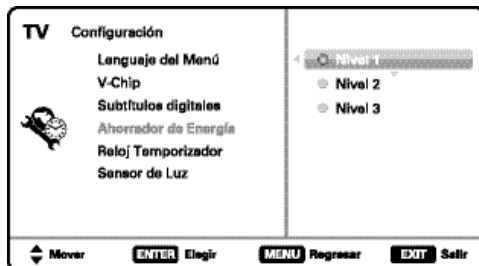 TV Configuración
Lenguaje del Menú
V-Chip
Subtítulos digitales
Ahorrador de Energía
Reloj Temporizador
Sensor de Luz
Nivel 1
Nivel 2
Nivel 3
Mover ENTER Elegir MENU Regresar EXIT Salir